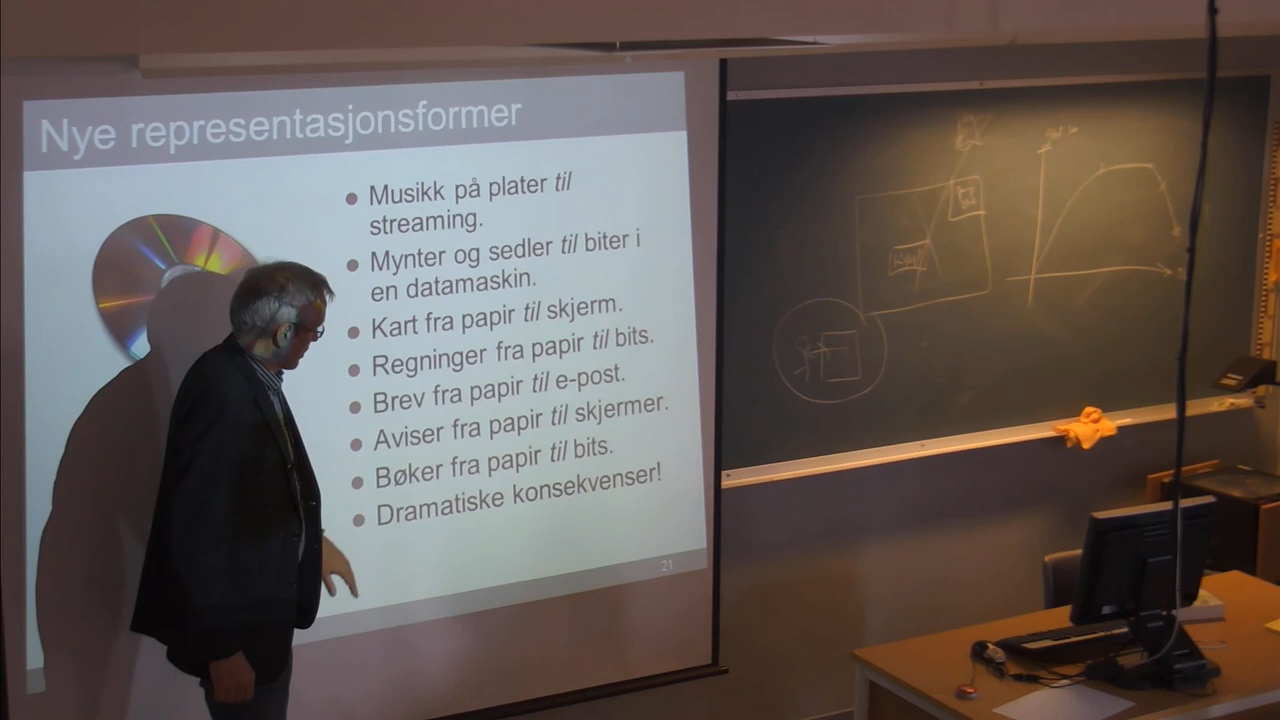 Nye representasjonsformer
● Musikk på plater til
streaming.
● Mynter og sedler til biter i
en datamaskin.
● Kart fra papir til skjerm.
● Regninger fra papir til bits.
● Brev fra papir til e-post.
● Aviser fra papir til skjermer.
● Bøker fra papir til bits.
● Dramatiske konsekvenser!
21